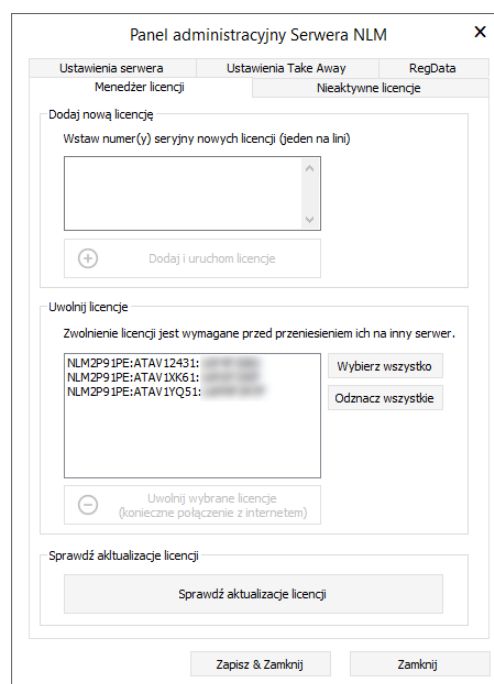 Panel administracyjny Serwera NLM
X
Ustawienia serwera Ustawienia Take Away RegData
Menedżer licencji Nieaktywne licencje
Dodaj nową licencję
Wstaw numer(y) seryjny nowych licencji (jeden na lini)
Dodaj i uruchom licencje
Uwolnij licencje
Zwolnienie licencji jest wymagane przed przeniesieniem ich na inny serwer.
NLM2P91PE:ATAV12431:
NLM2P91PE:ATAV1XK61:
NLM2P91PE:ATAV1YQ51:
Wybierz wszystko
Odznacz wszystkie
Uwolnij wybrane licencje
(konieczne połączenie z internetem)
Sprawdź akltualizacje licencji
Sprawdź aktualizacje licencji
Zapisz & Zamknij Zamknij